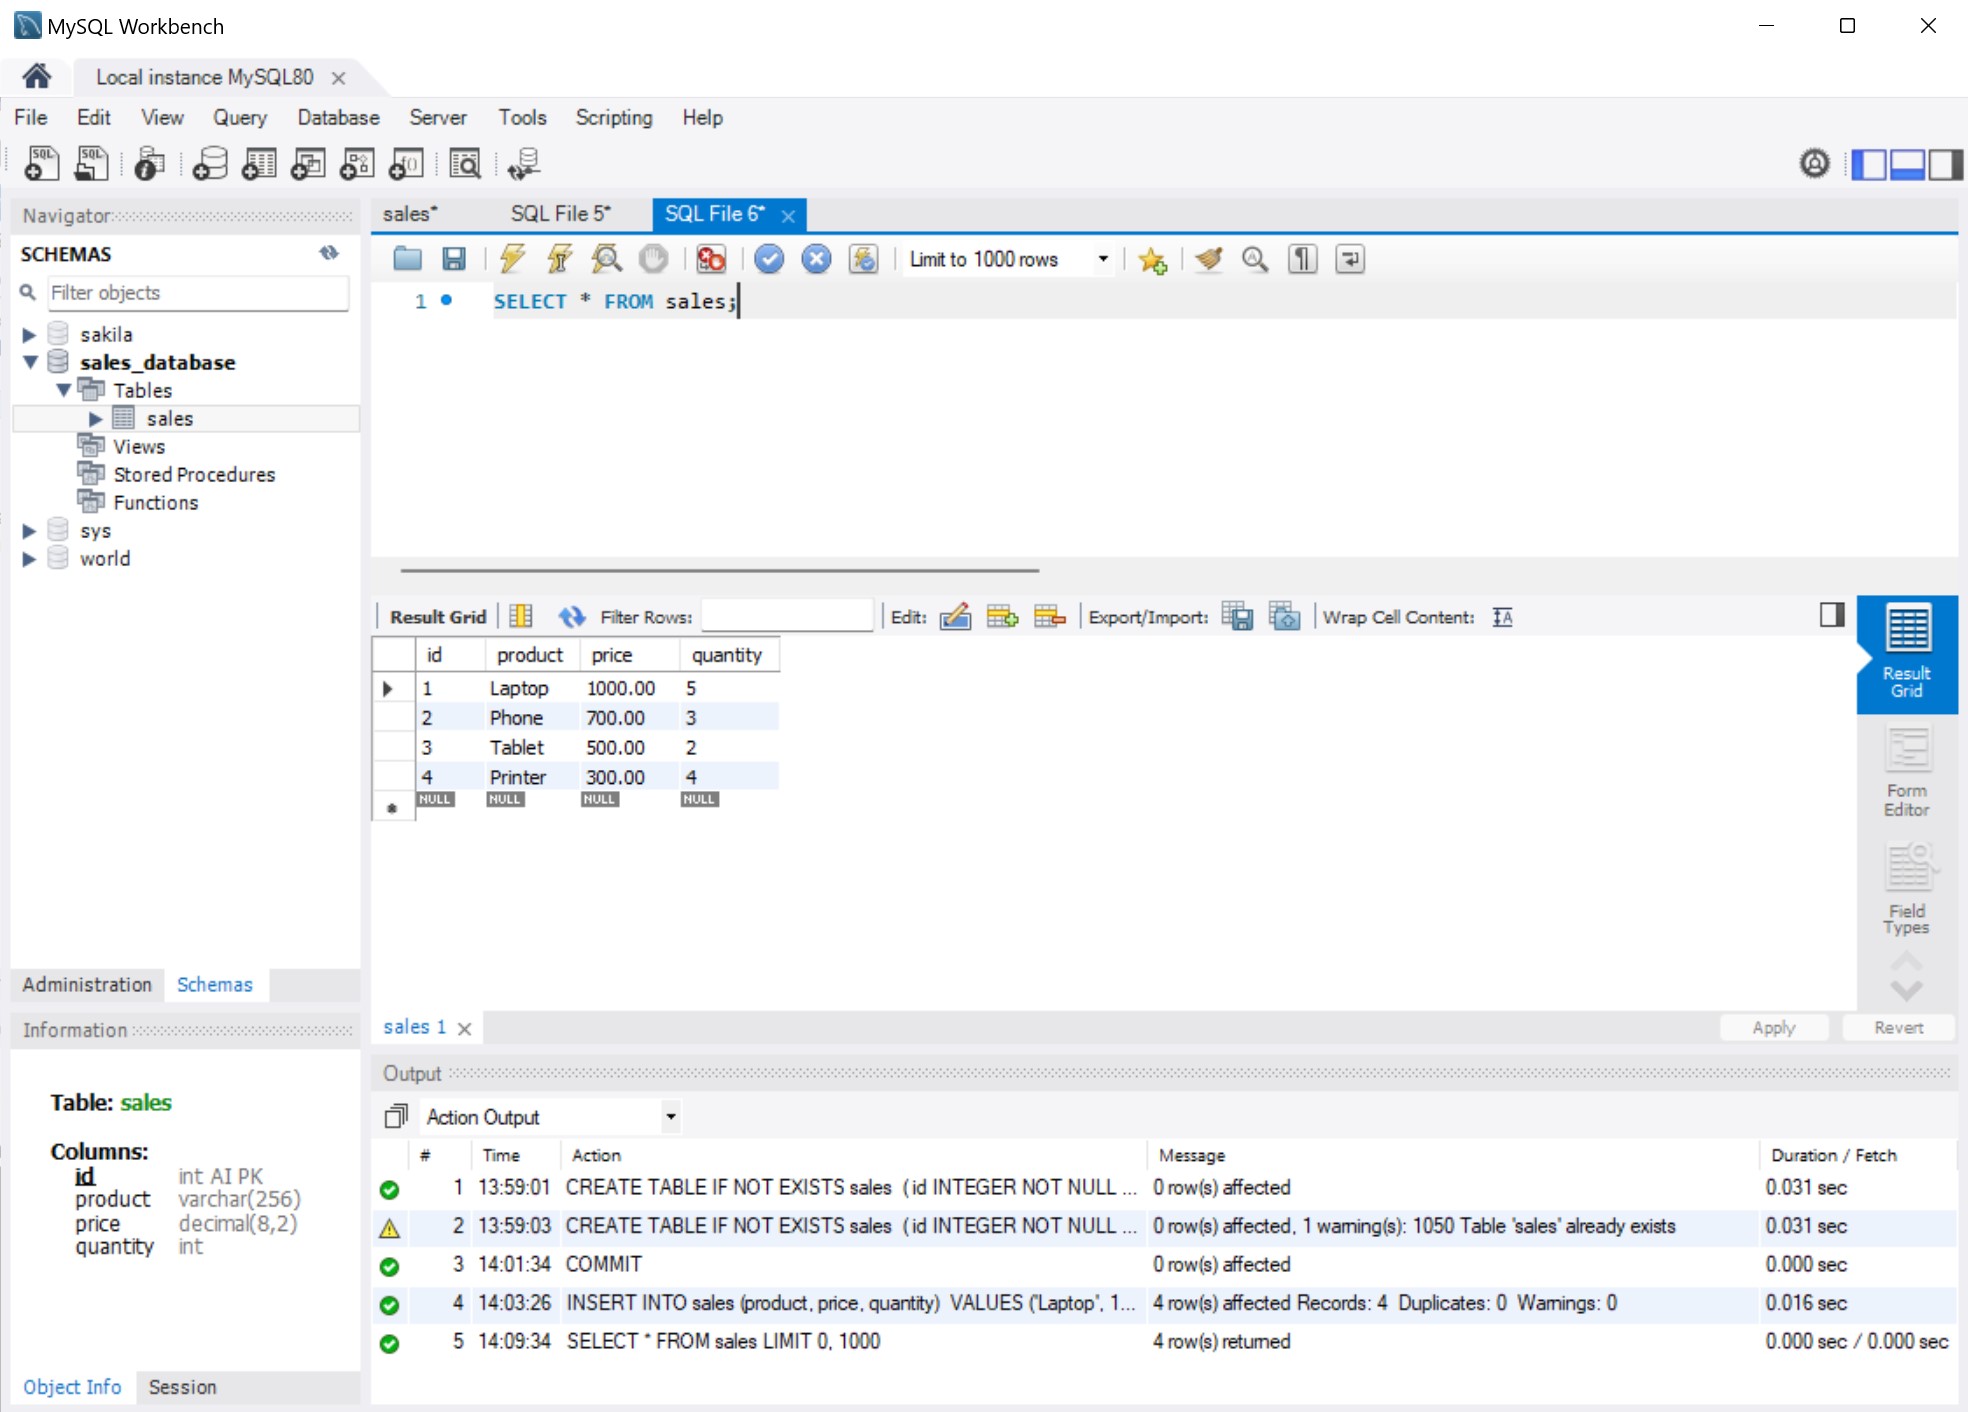 MySQL Workbench
Local instance MySQL80
File Edit View Query Database Server Tools Scripting Help
Navigator
SCHEMAS
Filter objects
sakila
sales_database
Tables
sales
Views
Stored Procedures
Functions
sys
world
Administration Schemas
Information
Table: sales
Columns:
id int AI PK
product varchar(256)
price decimal(8,2)
quantity int
Object Info Session
sales* SQL File 5* SQL File 6*
Limit to 1000 rows
1 SELECT * FROM sales;
Result Grid Filter Rows: Edit: Export/Import: Wrap Cell Content:
id product price quantity
1 Laptop 1000.00 5
2 Phone 700.00 3
3 Tablet 500.00 2
4 Printer 300.00 4
NULL NULL NULL NULL
Result
Grid
Form
Editor
Field
Types
sales 1
Apply Revert
Output
Action Output
# Time Action Message Duration / Fetch
1 13:59:01 CREATE TABLE IF NOT EXISTS sales ( id INTEGER NOT NULL ... 0 row(s) affected 0.031 sec
2 13:59:03 CREATE TABLE IF NOT EXISTS sales ( id INTEGER NOT NULL ... 0 row(s) affected, 1 warning(s): 1050 Table 'sales' already exists 0.031 sec
3 14:01:34 COMMIT 0 row(s) affected 0.000 sec
4 14:03:26 INSERT INTO sales (product, price, quantity) VALUES ('Laptop', 1... 4 row(s) affected Records: 4 Duplicates: 0 Warnings: 0 0.016 sec
5 14:09:34 SELECT * FROM sales LIMIT 0, 1000 4 row(s) returned 0.000 sec / 0.000 sec